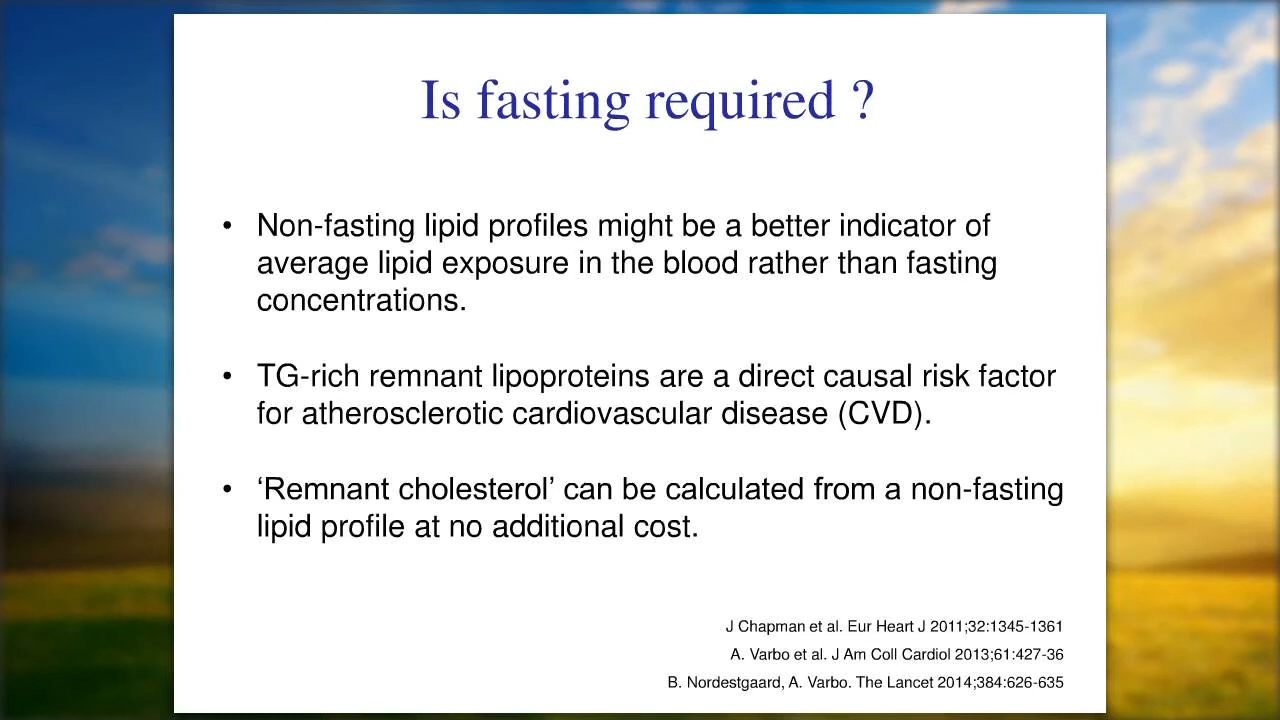 Is fasting required ?
• Non-fasting lipid profiles might be a better indicator of
average lipid exposure in the blood rather than fasting
concentrations.
• TG-rich remnant lipoproteins are a direct causal risk factor
for atherosclerotic cardiovascular disease (CVD).
• ‘Remnant cholesterol’ can be calculated from a non-fasting
lipid profile at no additional cost.
J Chapman et al. Eur Heart J 2011;32:1345-1361
A. Varbo et al. J Am Coll Cardiol 2013;61:427-36
B. Nordestgaard, A. Varbo. The Lancet 2014;384:626-635